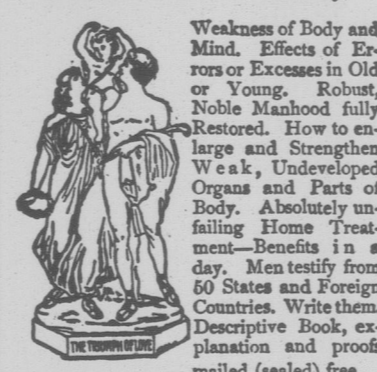 Weakness of Body and
Mind. Effects of Er-
rors or Excesses in Old
or Young. Robust,
Noble Manhood fully
Restored. How to en-
large and Strengthen
Weak, Undeveloped
Organs and Parts of
Body. Absolutely un-
failing Home Treat-
ment—Benefits in a
day. Men testify from
50 States and Foreign
Countries. Write them.
Descriptive Book, ex-
planation and proofs
mailed (sealed) free.
THE TRIUMPH OF LOVE